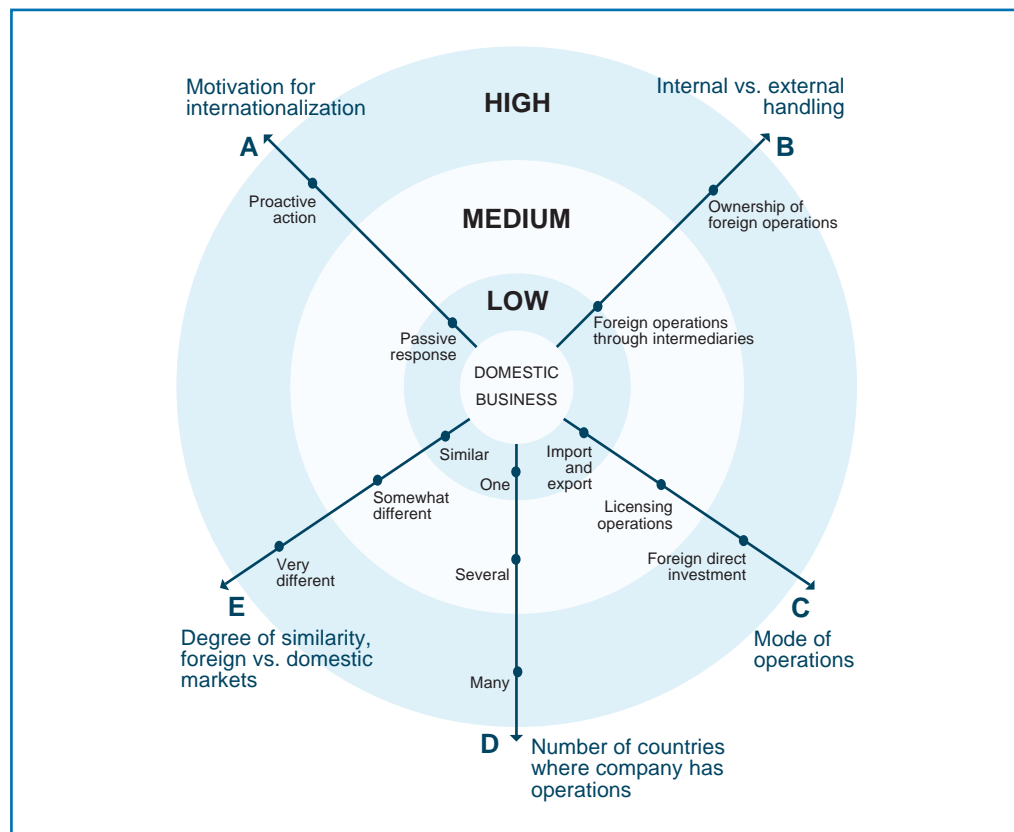 Motivation for
internationalization
A
Proactive
action
Passive
response
Internal vs. external
handling
B
Ownership of
foreign operations
Foreign operations
through intermediaries
HIGH
MEDIUM
LOW
DOMESTIC
BUSINESS
Import
and
export
Licensing
operations
Foreign direct
investment
C
Mode of
operations
One
Several
Many
D
Number of countries
where company has
operations
Similar
Somewhat
different
Very
different
E
Degree of similarity,
foreign vs. domestic
markets